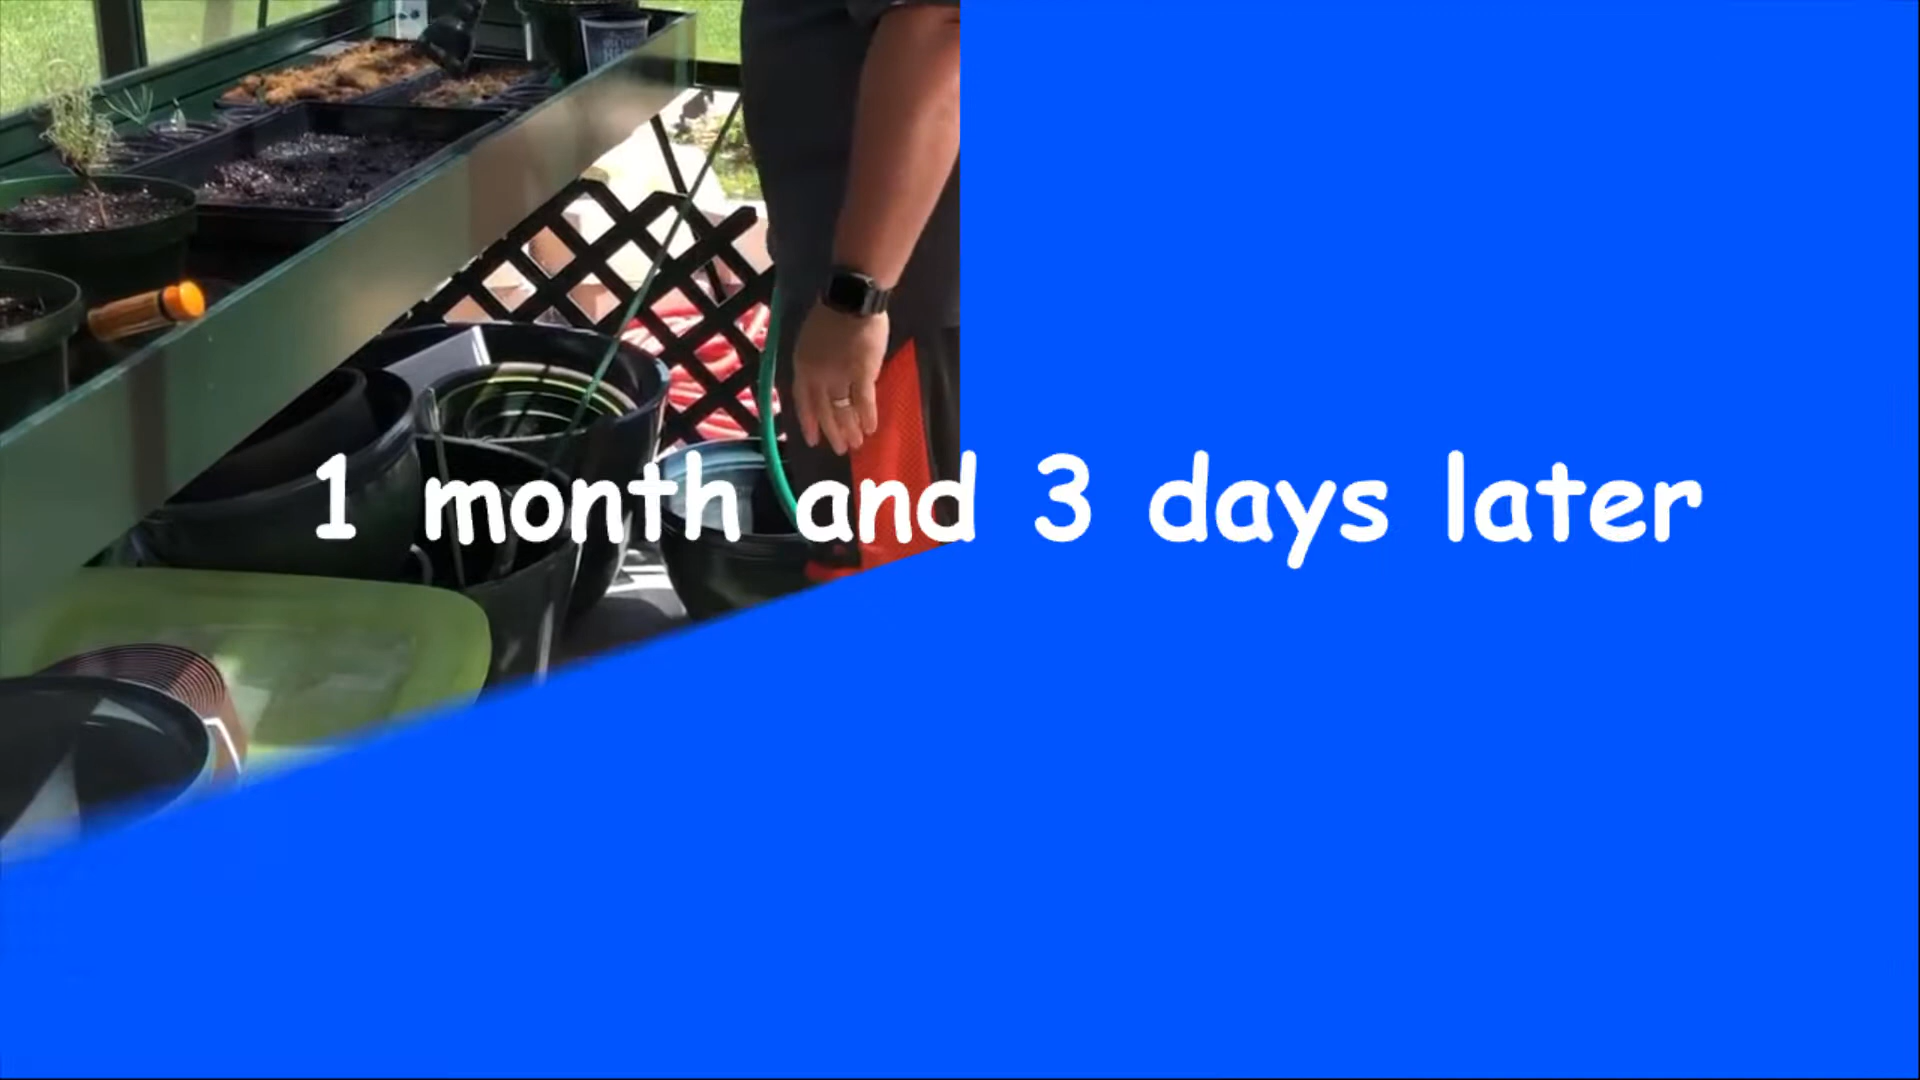 1 month and 3 days later